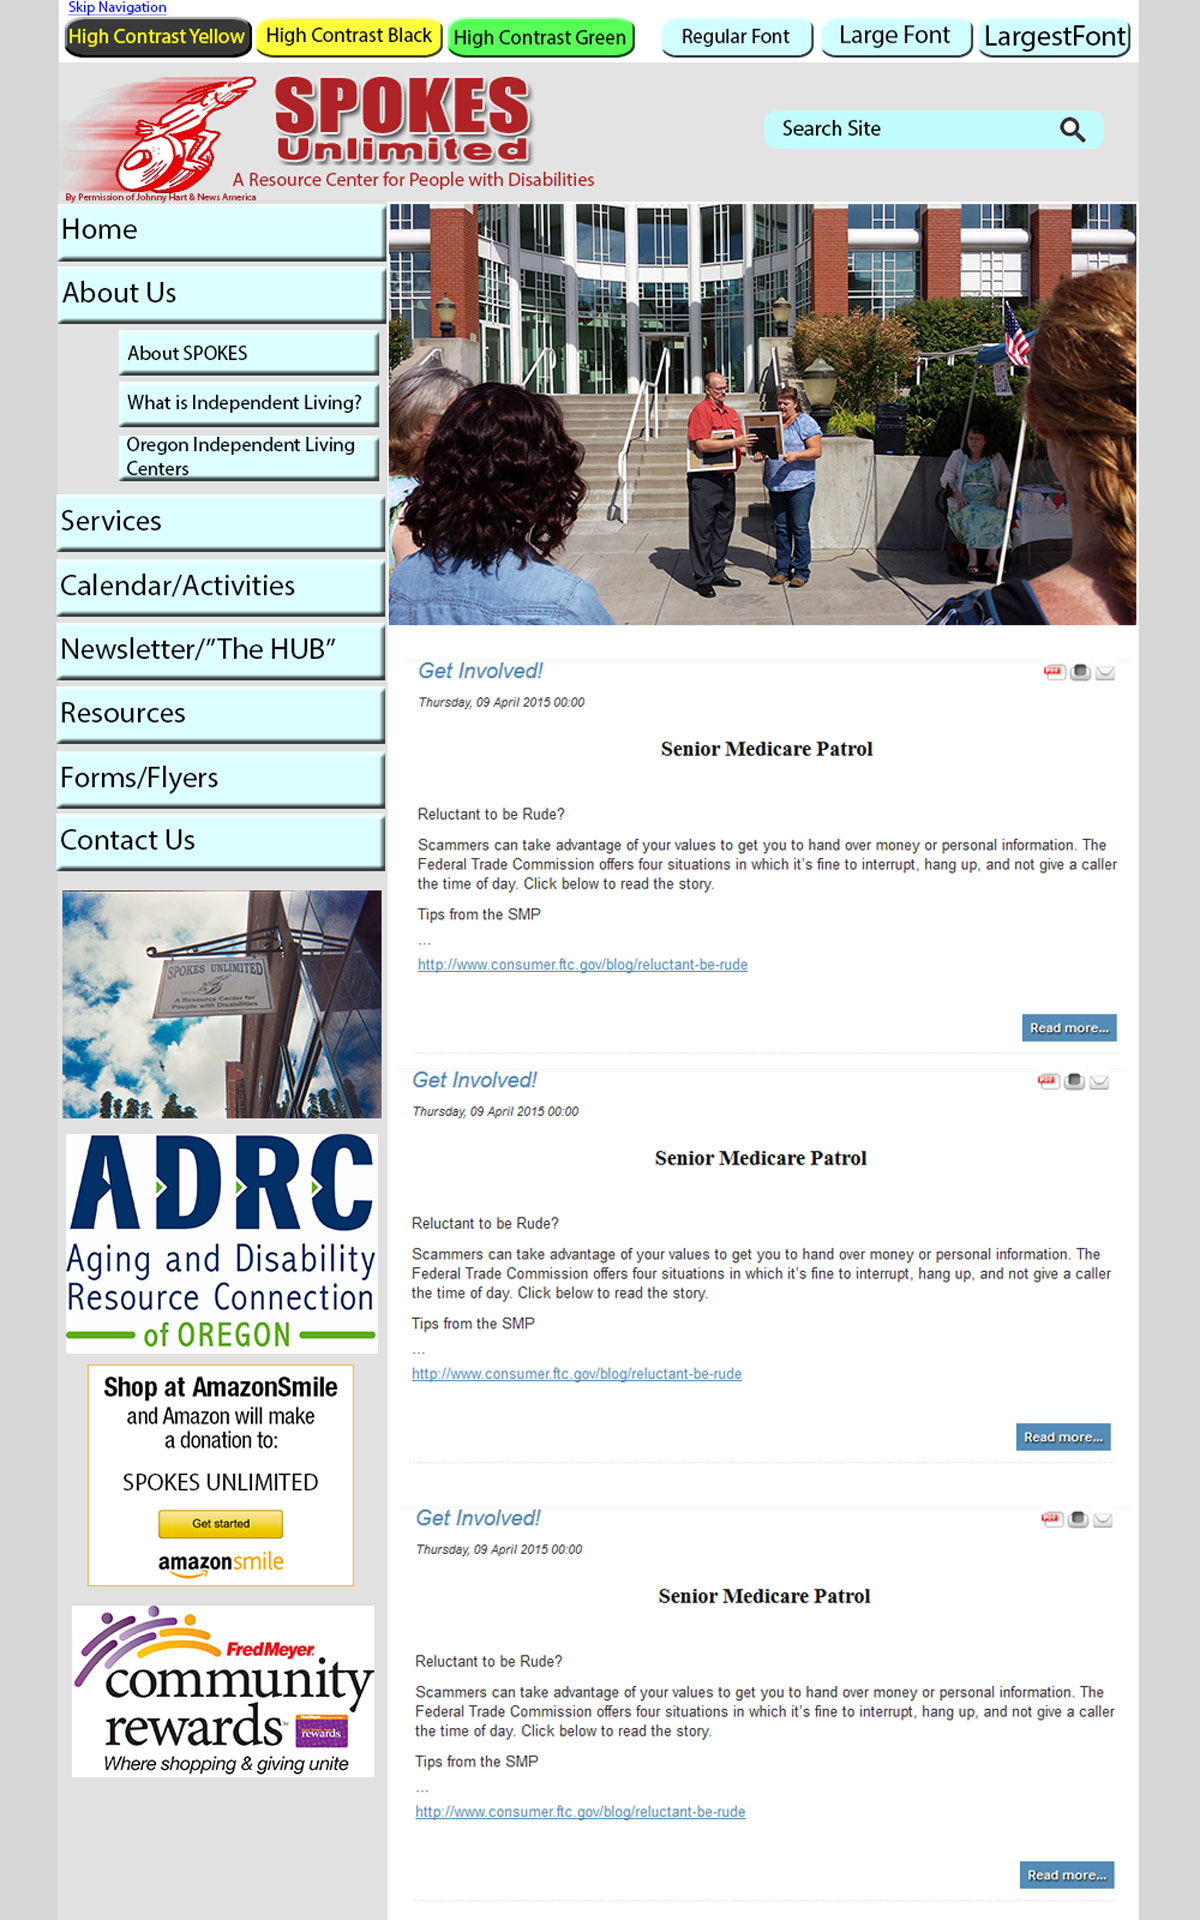 Skip Navigation
High Contrast Yellow
High Contrast Black
High Contrast Green
Regular Font
Large Font
LargestFont
SPOKES
Unlimited
A Resource Center for People with Disabilities
By Permission of Johnny Hart & News America
Search Site
Home
About Us
About SPOKES
What is Independent Living?
Oregon Independent Living
Centers
Services
Calendar/Activities
Newsletter/”The HUB”
Resources
Forms/Flyers
Contact Us
SPOKES UNLIMITED
A Resource Center for
People with Disabilities
ADRC
Aging and Disability
Resource Connection
of OREGON
Shop at AmazonSmile
and Amazon will make
a donation to:
SPOKES UNLIMITED
Get started
amazonsmile
FredMeyer
community
rewards
rewards
Where shopping & giving unite
Get Involved!
PDF
Thursday, 09 April 2015 00:00
Senior Medicare Patrol
Reluctant to be Rude?
Scammers can take advantage of your values to get you to hand over money or personal information. The
Federal Trade Commission offers four situations in which it’s fine to interrupt, hang up, and not give a caller
the time of day. Click below to read the story.
Tips from the SMP
...
http://www.consumer.ftc.gov/blog/reluctant-be-rude
Read more...
Get Involved!
PDF
Thursday, 09 April 2015 00:00
Senior Medicare Patrol
Reluctant to be Rude?
Scammers can take advantage of your values to get you to hand over money or personal information. The
Federal Trade Commission offers four situations in which it’s fine to interrupt, hang up, and not give a caller
the time of day. Click below to read the story.
Tips from the SMP
...
http://www.consumer.ftc.gov/blog/reluctant-be-rude
Read more...
Get Involved!
PDF
Thursday, 09 April 2015 00:00
Senior Medicare Patrol
Reluctant to be Rude?
Scammers can take advantage of your values to get you to hand over money or personal information. The
Federal Trade Commission offers four situations in which it’s fine to interrupt, hang up, and not give a caller
the time of day. Click below to read the story.
Tips from the SMP
...
http://www.consumer.ftc.gov/blog/reluctant-be-rude
Read more...